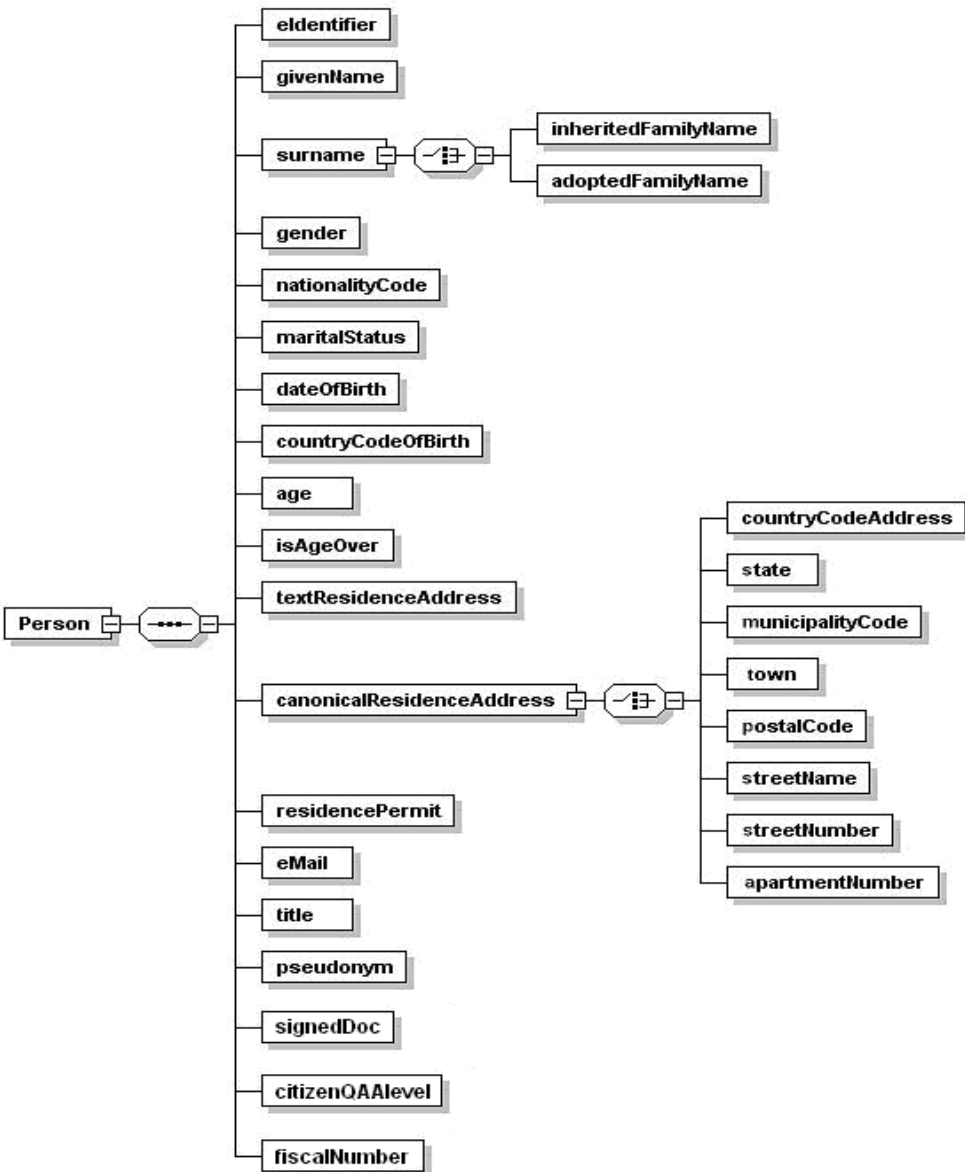 eIdentifier
givenName
surname
inheritedFamilyName
adoptedFamilyName
gender
nationalityCode
maritalStatus
dateOfBirth
countryCodeOfBirth
age
isAgeOver
textResidenceAddress
Person
canonicalResidenceAddress
countryCodeAddress
state
municipalityCode
town
postalCode
streetName
streetNumber
apartmentNumber
residencePermit
eMail
title
pseudonym
signedDoc
citizenQAAlevel
fiscalNumber